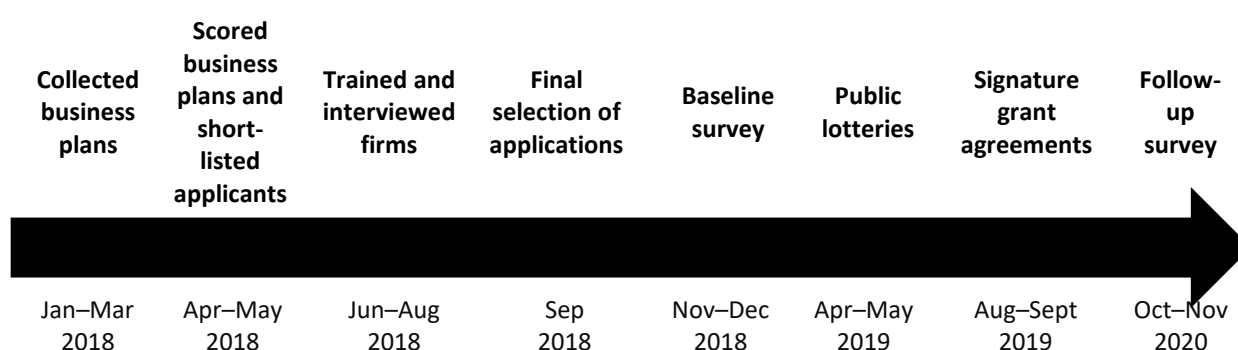 Collected
business
plans
Scored
business
plans and
short-
listed
applicants
Trained and
interviewed
firms
Final
selection of
applications
Baseline
survey
Public
lotteries
Signature
grant
agreements
Follow-
up
survey
Jan–Mar
2018
Apr–May
2018
Jun–Aug
2018
Sep
2018
Nov–Dec
2018
Apr–May
2019
Aug–Sept
2019
Oct–Nov
2020